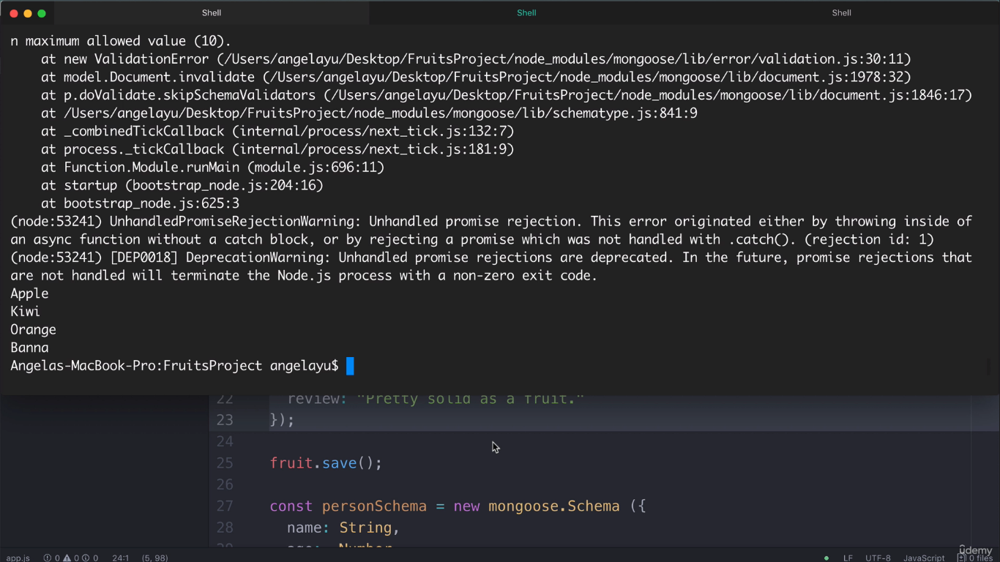 Shell
Shell
Shell
n maximum allowed value (10).
    at new ValidationError (/Users/angelayu/Desktop/FruitsProject/node_modules/mongoose/lib/error/validation.js:30:11)
    at model.Document.invalidate (/Users/angelayu/Desktop/FruitsProject/node_modules/mongoose/lib/document.js:1978:32)
    at p.doValidate.skipSchemaValidators (/Users/angelayu/Desktop/FruitsProject/node_modules/mongoose/lib/document.js:1846:17)
    at /Users/angelayu/Desktop/FruitsProject/node_modules/mongoose/lib/schematype.js:841:9
    at _combinedTickCallback (internal/process/next_tick.js:132:7)
    at process._tickCallback (internal/process/next_tick.js:181:9)
    at Function.Module.runMain (module.js:696:11)
    at startup (bootstrap_node.js:204:16)
    at bootstrap_node.js:625:3
(node:53241) UnhandledPromiseRejectionWarning: Unhandled promise rejection. This error originated either by throwing inside of
an async function without a catch block, or by rejecting a promise which was not handled with .catch(). (rejection id: 1)
(node:53241) [DEP0018] DeprecationWarning: Unhandled promise rejections are deprecated. In the future, promise rejections that
are not handled will terminate the Node.js process with a non-zero exit code.
Apple
Kiwi
Orange
Banna
Angelas-MacBook-Pro:FruitsProject angelayu$
22 review: "Pretty solid as a fruit."
23 });
24
25 fruit.save();
26
27 const personSchema = new mongoose.Schema ({
28 name: String,
age: Number
app.js 0 0 0 24:1 (5, 98) LF UTF-8 JavaScript 0 files
udemy